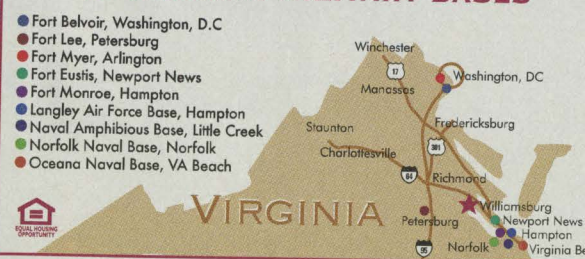 Fort Belvoir, Washington, D.C
Fort Lee, Petersburg
Fort Myer, Arlington
Fort Eustis, Newport News
Fort Monroe, Hampton
Langley Air Force Base, Hampton
Naval Amphibious Base, Little Creek
Norfolk Naval Base, Norfolk
Oceana Naval Base, VA Beach
EQUAL HOUSING
OPPORTUNITY
VIRGINIA
Winchester
17
Manassas
Washington, DC
Fredericksburg
301
Staunton
Charlottesville
64
Richmond
Williamsburg
Petersburg
Newport News
Hampton
Norfolk
Virginia Be
95